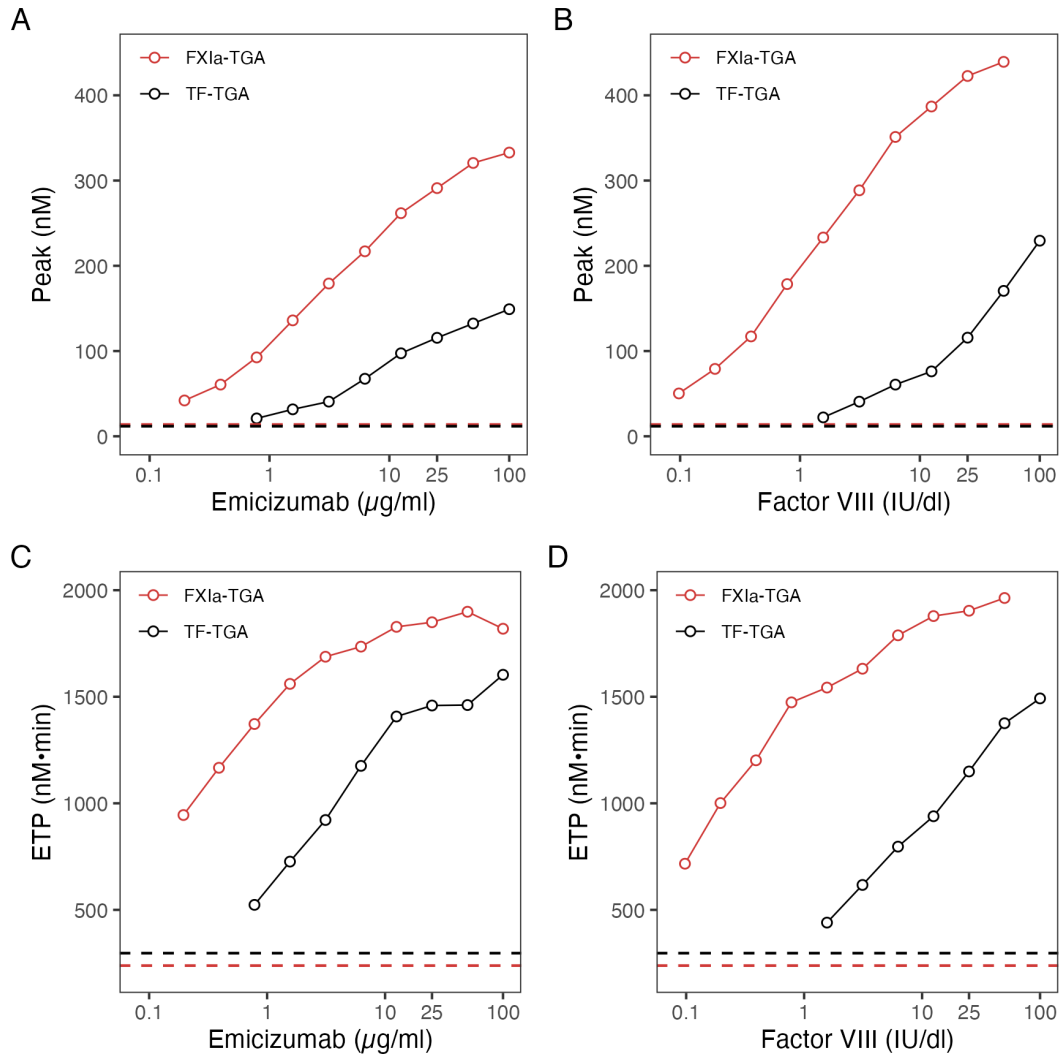 A
FXIa-TGA
TF-TGA
400
300
200
100
0
Peak (nM)
0.1 1 10 25 100
Emicizumab (µg/ml)
B
FXIa-TGA
TF-TGA
400
300
200
100
0
Peak (nM)
0.1 1 10 25 100
Factor VIII (IU/dl)
C
FXIa-TGA
TF-TGA
2000
1500
1000
500
ETP (nM•min)
0.1 1 10 25 100
Emicizumab (µg/ml)
D
FXIa-TGA
TF-TGA
2000
1500
1000
500
ETP (nM•min)
0.1 1 10 25 100
Factor VIII (IU/dl)